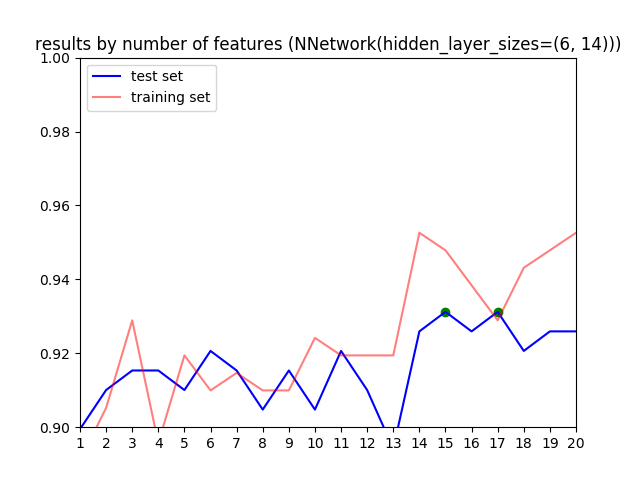 results by number of features (NNetwork(hidden_layer_sizes=(6, 14)))
1.00
test set
training set
0.98
0.96
0.94
0.92
0.90
1 2 3 4 5 6 7 8 9 10 11 12 13 14 15 16 17 18 19 20